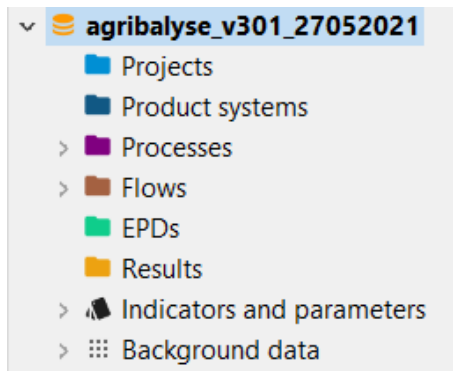 agribalyse_v301_27052021
Projects
Product systems
Processes
Flows
EPDs
Results
Indicators and parameters
Background data